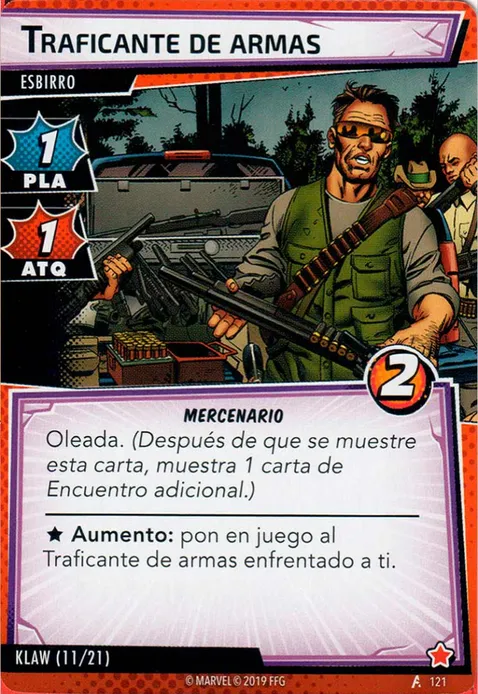 TRAFICANTE DE ARMAS
ESBIRRO
1
PLA
1
ATQ
2
MERCENARIO
Oleada. (Después de que se muestre
esta carta, muestra 1 carta de
Encuentro adicional.)
★ Aumento: pon en juego al
Traficante de armas enfrentado a ti.
KLAW (11/21)
© MARVEL © 2019 FFG
121